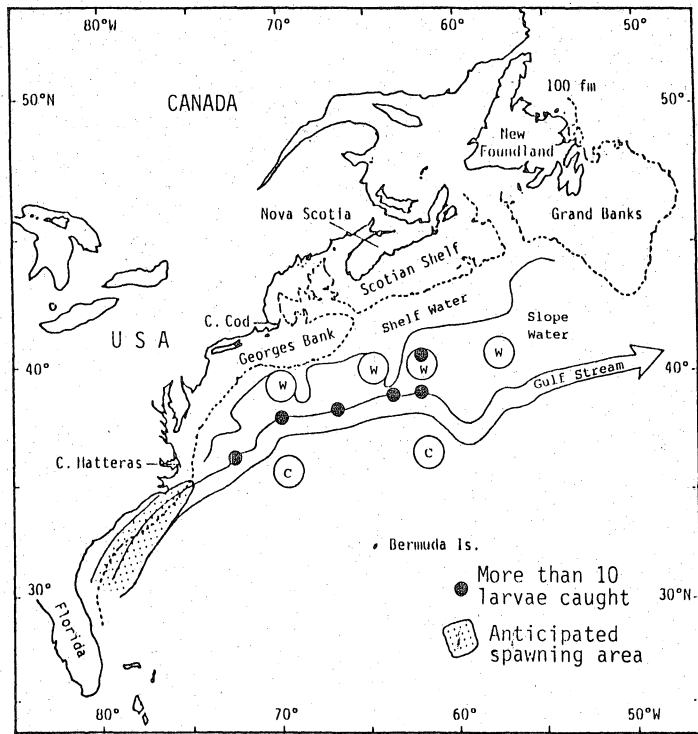 80°W
70°
60°
50°
50°N
CANADA
100 fm
50°
New
Foundland
Nova Scotia
Grand Banks
Scotian Shelf
C. Cod
Shelf Water
Slope
Water
U S A
Georges Bank
40°
W
W
W
W
Gulf Stream
40°
C. Hatteras
C
C
Bermuda Is.
More than 10
larvae caught
30°
30°N
Florida
Anticipated
spawning area
80°
70°
60°
50°W